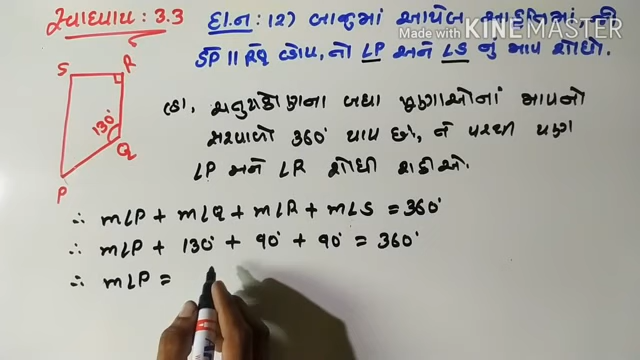 સ્વાધ્યાય : 3.3
દા.ન : 12) બાજુમાં આપેલ આકૃતિમાં, જો
Made With
KINEMASTER
SP || RQ હોય, તો ∠P અને ∠S નું માપ શોધો.
S
R
130°
Q
P
(હ), ચતુષ્કોણના બધા ખૂણાઓનાં માપનો
સરવાળો 360° થાય છે, તે પરથી પણ
∠P અને ∠R શોધી શકીએ.
∴ m∠P + m∠Q + m∠R + m∠S = 360°
∴ m∠P + 130° + 90° + 90° = 360°
∴ m∠P =